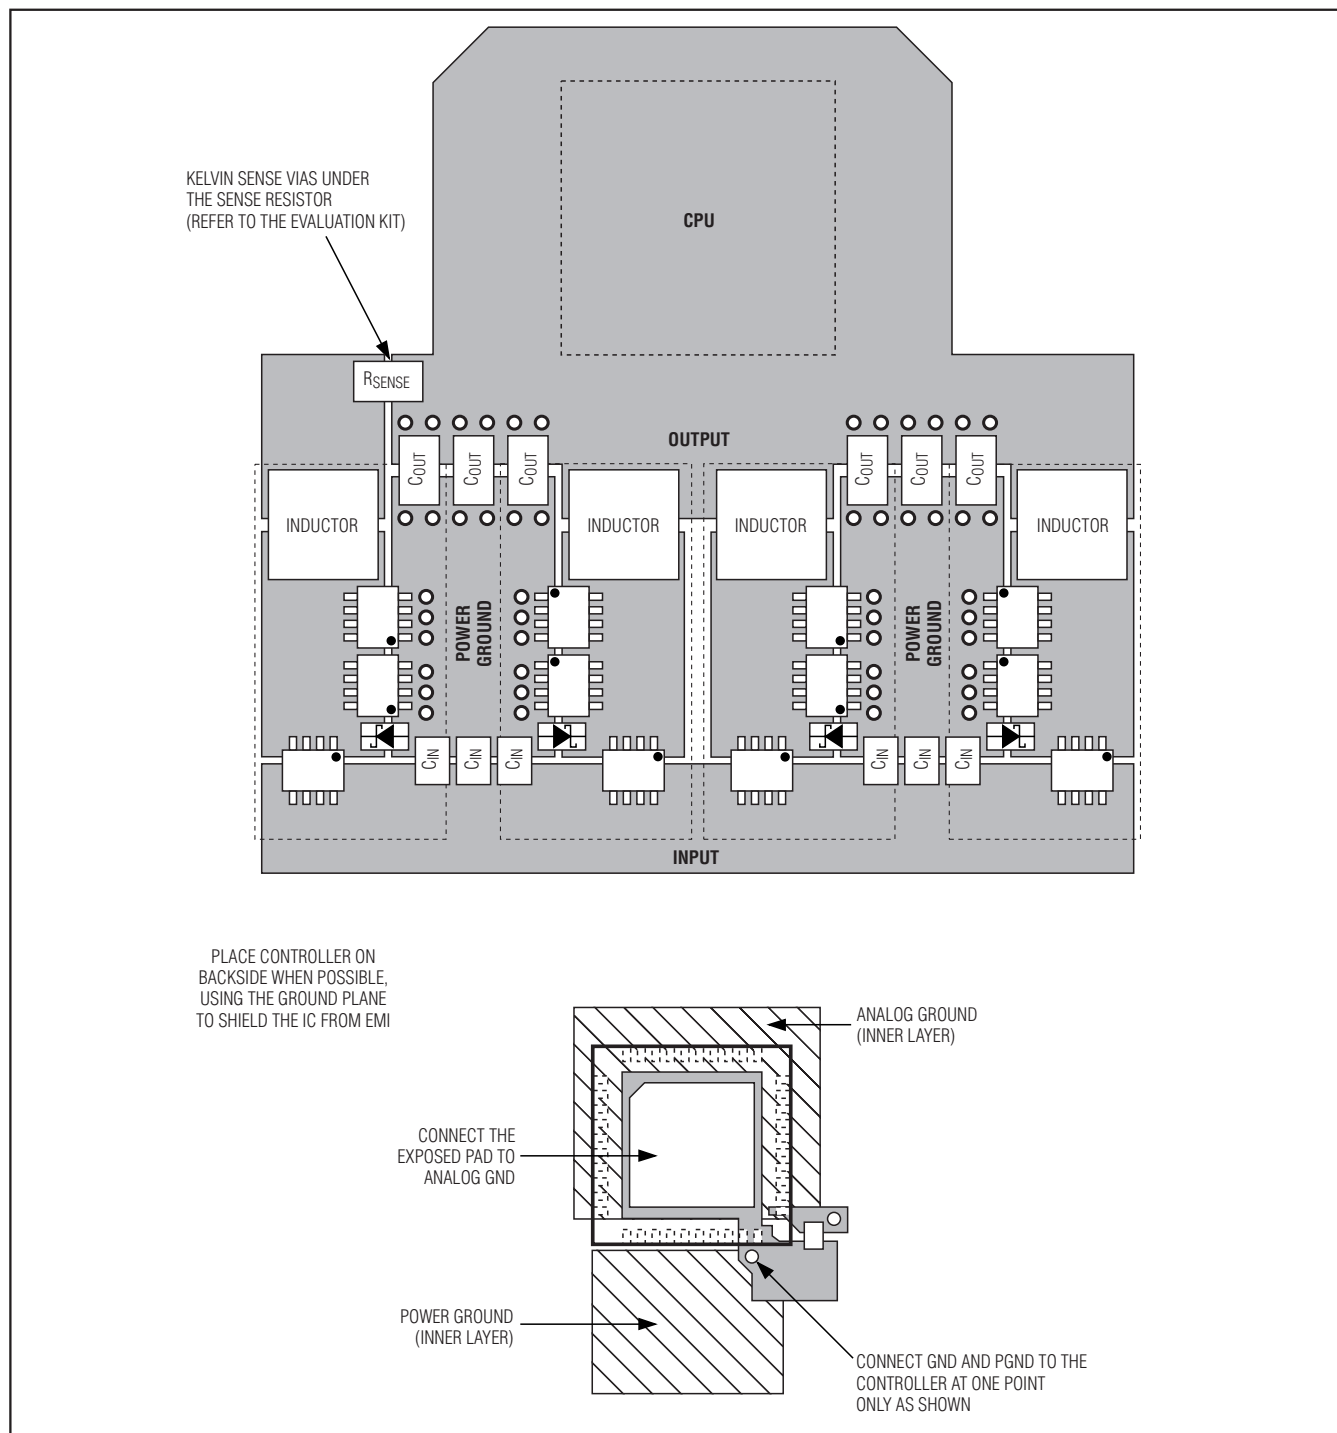 KELVIN SENSE VIAS UNDER
THE SENSE RESISTOR
(REFER TO THE EVALUATION KIT)
CPU
RSENSE
OUTPUT
COUT
COUT
COUT
COUT
COUT
COUT
INDUCTOR
INDUCTOR
INDUCTOR
INDUCTOR
POWER
GROUND
POWER
GROUND
CIN
CIN
CIN
CIN
CIN
CIN
INPUT
PLACE CONTROLLER ON
BACKSIDE WHEN POSSIBLE,
USING THE GROUND PLANE
TO SHIELD THE IC FROM EMI
ANALOG GROUND
(INNER LAYER)
CONNECT THE
EXPOSED PAD TO
ANALOG GND
POWER GROUND
(INNER LAYER)
CONNECT GND AND PGND TO THE
CONTROLLER AT ONE POINT
ONLY AS SHOWN